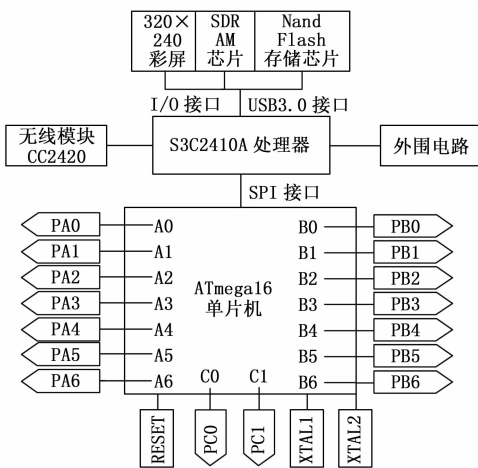 320×
240
彩屏
SDR
AM
芯片
Nand
Flash
存储芯片
I/O 接口
USB3.0 接口
无线模块
CC2420
S3C2410A 处理器
外围电路
SPI 接口
PA0
A0
B0
PB0
PA1
A1
B1
PB1
PA2
A2
B2
PB2
ATmega16
单片机
PA3
A3
B3
PB3
PA4
A4
B4
PB4
PA5
A5
B5
PB5
PA6
A6
C0
C1
B6
PB6
RESET
PC0
PC1
XTAL1
XTAL2